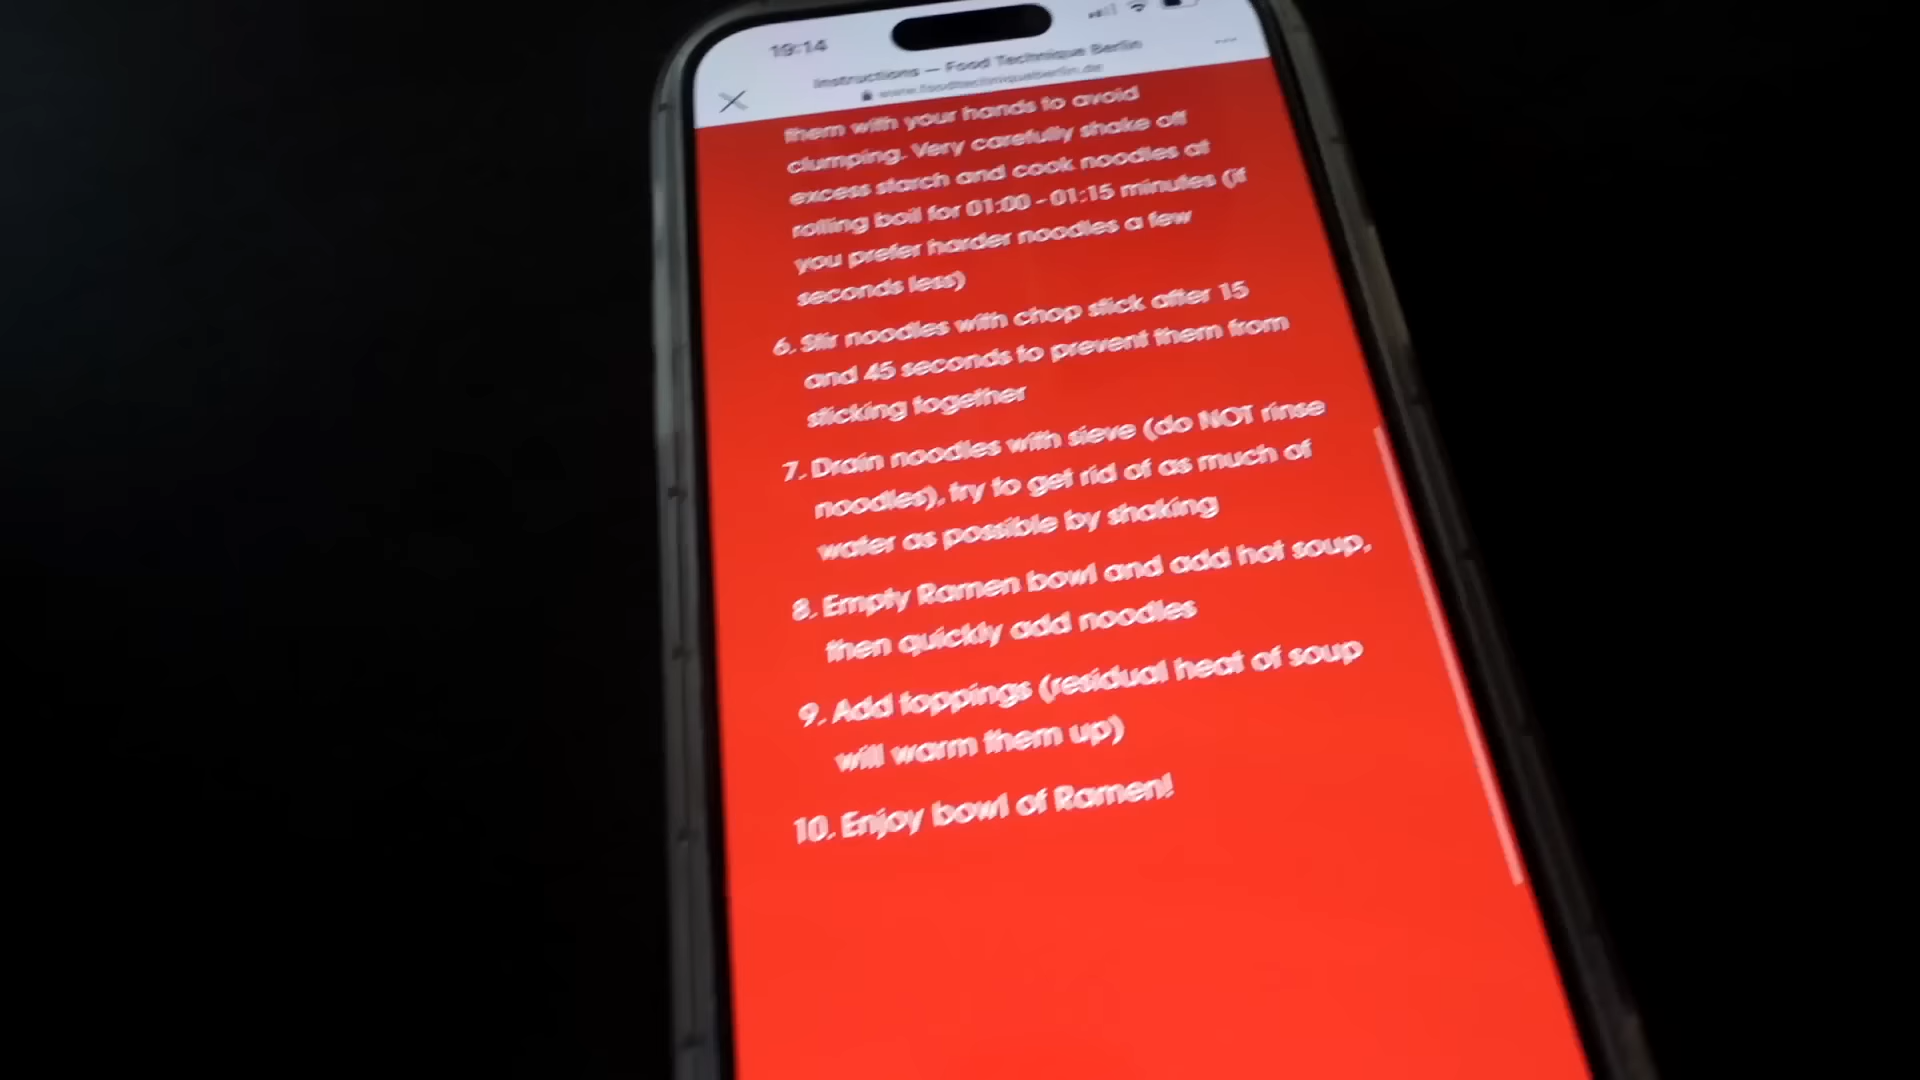 19:14
Instructions — Food Technique Berlin
www.foodtechniqueberlin.de
them with your hands to avoid
clumping. Very carefully shake off
excess starch and cook noodles at
rolling boil for 01:00 - 01:15 minutes (if
you prefer harder noodles a few
seconds less)
6. Stir noodles with chop stick after 15
and 45 seconds to prevent them from
sticking together
7. Drain noodles with sieve (do NOT rinse
noodles), try to get rid of as much of
water as possible by shaking
8. Empty Ramen bowl and add hot soup,
then quickly add noodles
9. Add toppings (residual heat of soup
will warm them up)
10. Enjoy bowl of Ramen!